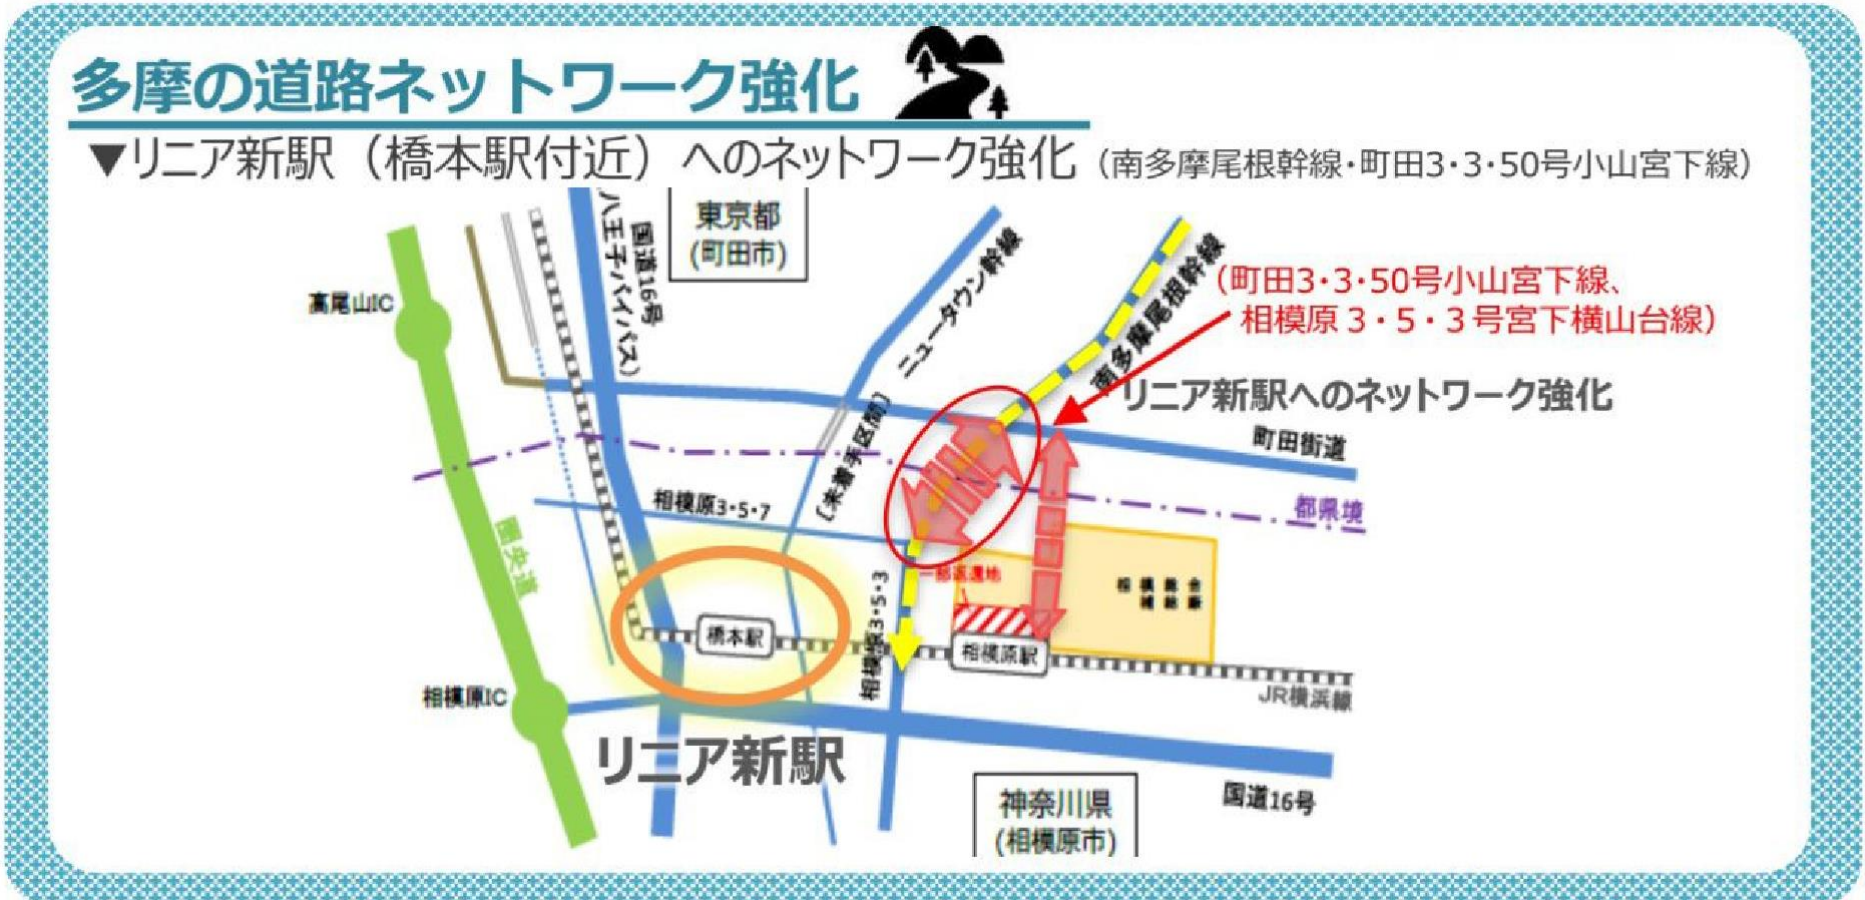 多摩の道路ネットワーク強化
▼リニア新駅（橋本駅付近）へのネットワーク強化（南多摩尾根幹線・町田3・3・50号小山宮下線）
東京都
(町田市)
国道16号
八王子バイパス）
ニュータウン幹線
南多摩尾根幹線
（町田3・3・50号小山宮下線、
相模原３・５・３号宮下横山台線）
高尾山IC
リニア新駅へのネットワーク強化
〔未着手区間〕
町田街道
都県境
相模原3・5・7
圏央道
一部返還地
相模総合
補給廠
相模原3・5・3
橋本駅
相模原駅
JR横浜線
相模原IC
リニア新駅
国道16号
神奈川県
(相模原市)